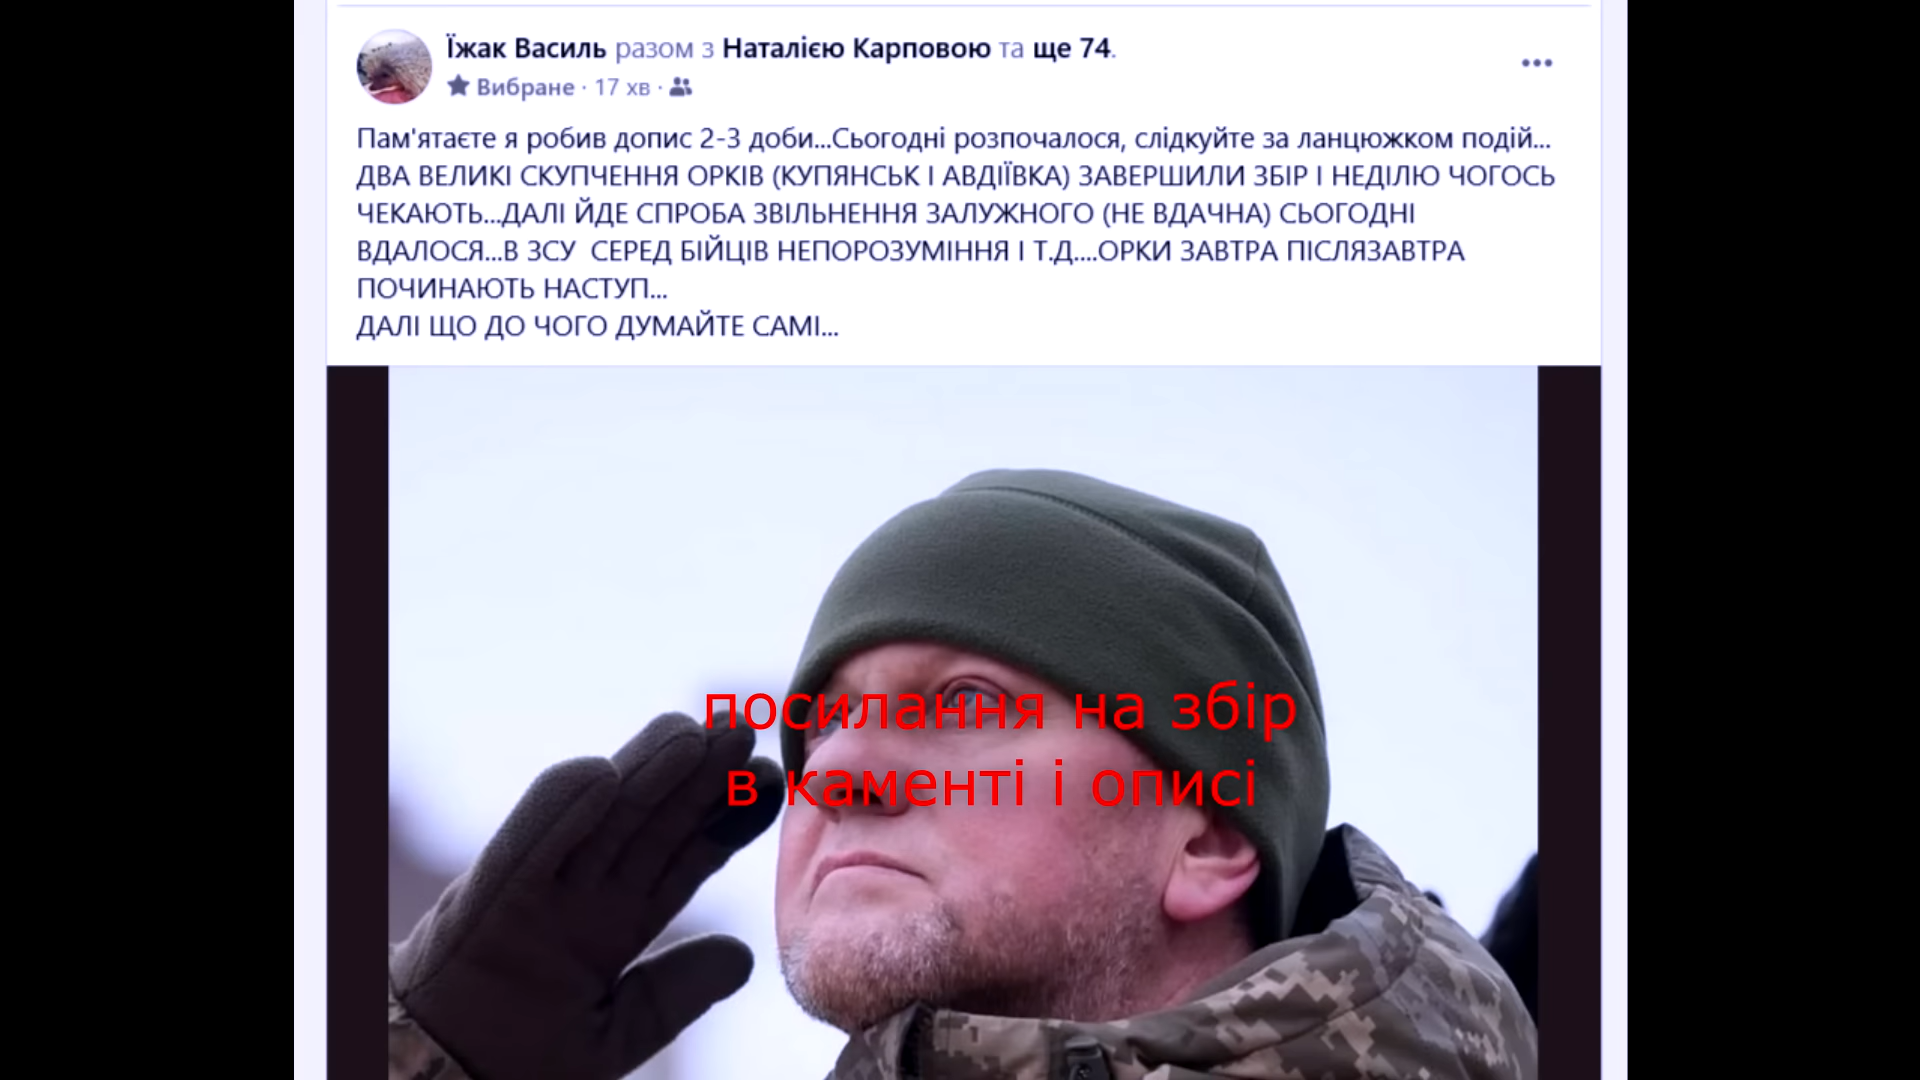 Їжак Василь разом з Наталією Карповою та ще 74.
Вибране · 17 хв ·
Пам'ятаєте я робив допис 2-3 доби...Сьогодні розпочалося, слідкуйте за ланцюжком подій...
ДВА ВЕЛИКІ СКУПЧЕННЯ ОРКІВ (КУПЯНСЬК І АВДІЇВКА) ЗАВЕРШИЛИ ЗБІР І НЕДІЛЮ ЧОГОСЬ
ЧЕКАЮТЬ...ДАЛІ ЙДЕ СПРОБА ЗВІЛЬНЕННЯ ЗАЛУЖНОГО (НЕ ВДАЧНА) СЬОГОДНІ
ВДАЛОСЯ...В ЗСУ СЕРЕД БІЙЦІВ НЕПОРОЗУМІННЯ І Т.Д....ОРКИ ЗАВТРА ПІСЛЯЗАВТРА
ПОЧИНАЮТЬ НАСТУП...
ДАЛІ ЩО ДО ЧОГО ДУМАЙТЕ САМІ...
посилання на збір
в каменті і описі